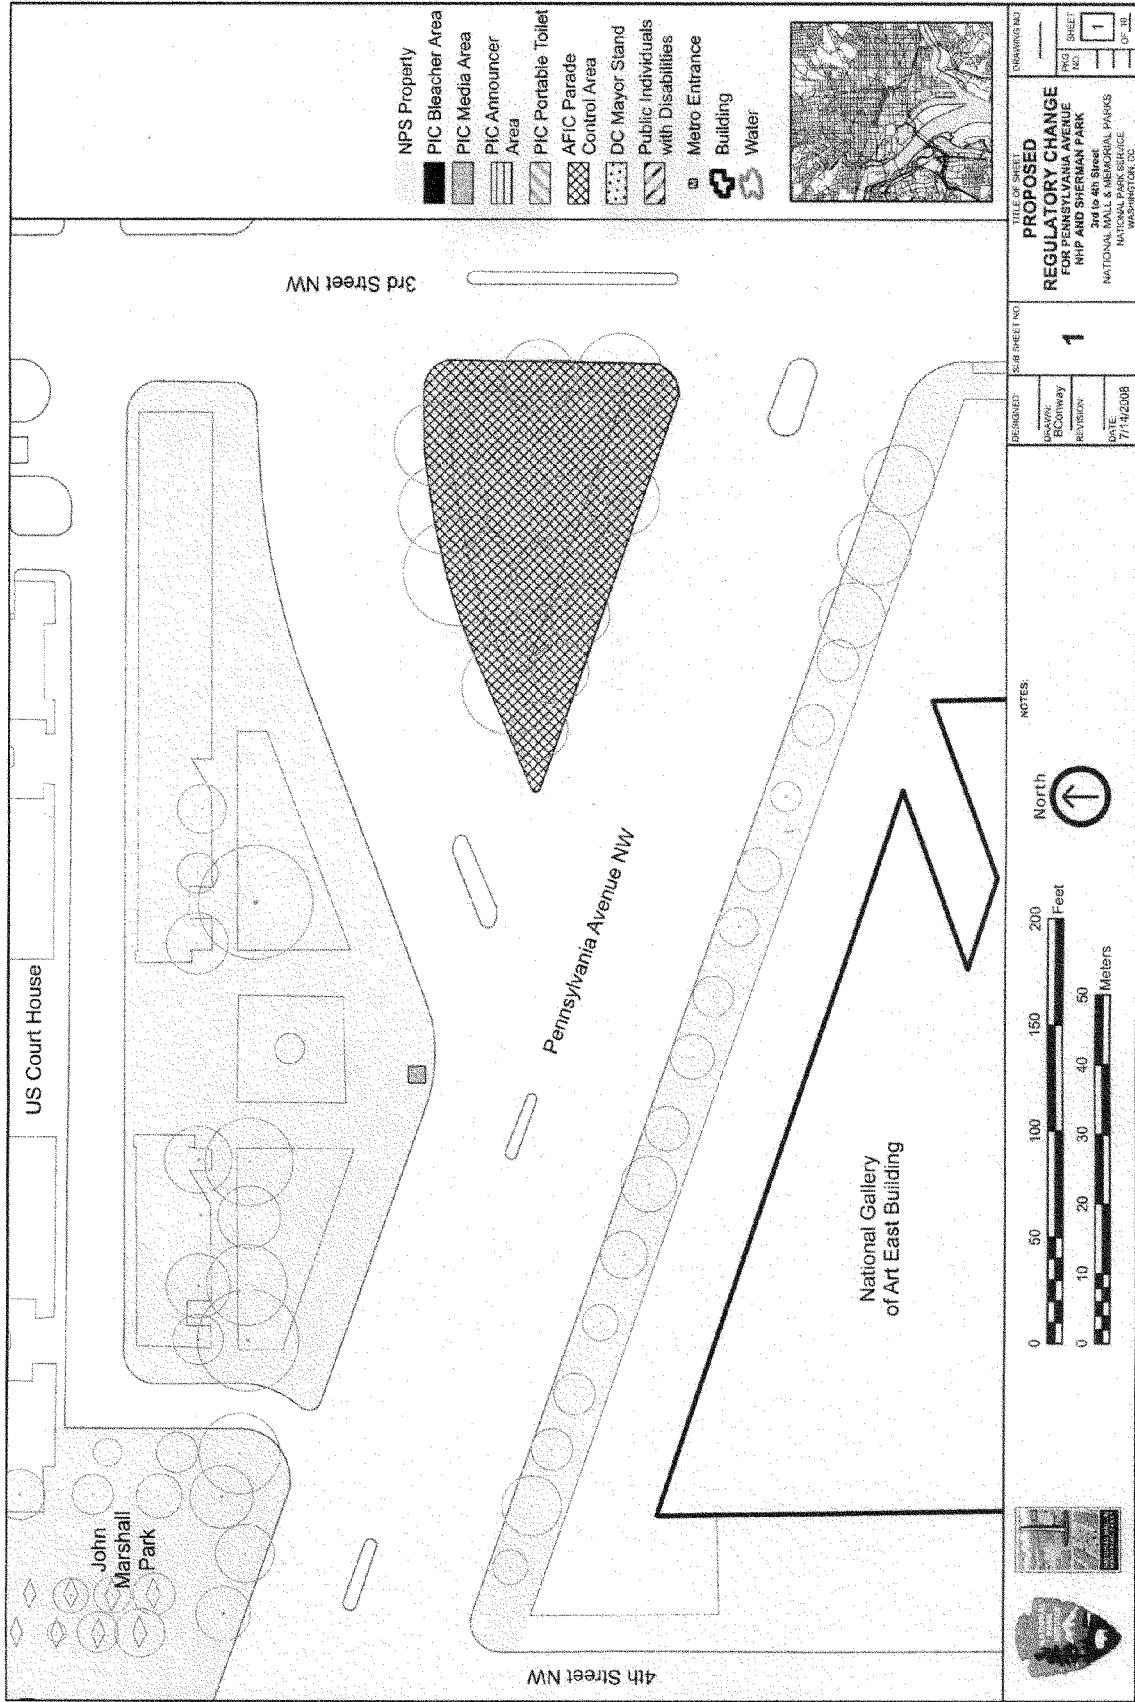 US Court House
John
Marshall
Park
3rd Street NW
Pennsylvania Avenue NW
4th Street NW
National Gallery
of Art East Building
NPS Property
PIC Bleacher Area
PIC Media Area
PIC Announcer
Area
PIC Portable Toilet
AFIC Parade
Control Area
DC Mayor Stand
Public Individuals
with Disabilities
Metro Entrance
Building
Water
0 50 100 150 200
Feet
0 10 20 30 40 50
Meters
North
NOTES:
DESIGNED:
DRAWN:
BConway
REVISION:
DATE:
7/14/2008
SUB SHEET NO.
1
TITLE OF SHEET
PROPOSED
REGULATORY CHANGE
FOR PENNSYLVANIA AVENUE
NHP AND SHERMAN PARK
3rd to 4th Street
NATIONAL MALL & MEMORIAL PARKS
NATIONAL PARK SERVICE
WASHINGTON, DC
DRAWING NO.
PKG
NO.
SHEET
1
OF 18